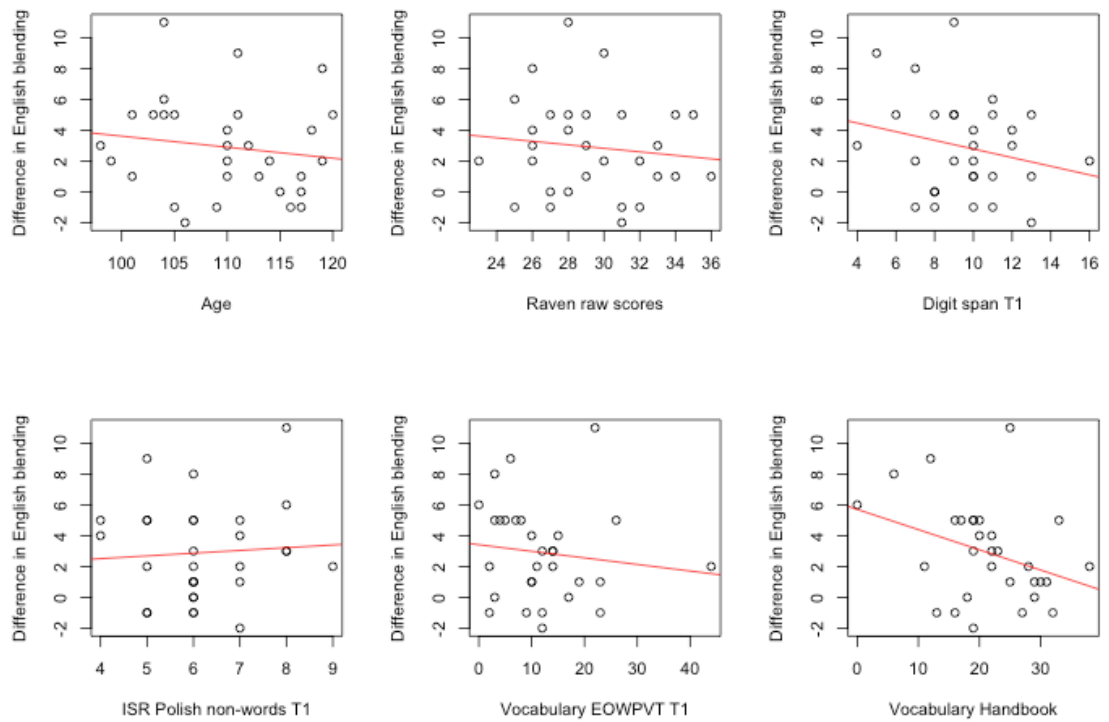 Difference in English blending
-2 0 2 4 6 8 10
100 105 110 115 120
Age
Difference in English blending
-2 0 2 4 6 8 10
24 26 28 30 32 34 36
Raven raw scores
Difference in English blending
-2 0 2 4 6 8 10
4 6 8 10 12 14 16
Digit span T1
Difference in English blending
-2 0 2 4 6 8 10
4 5 6 7 8 9
ISR Polish non-words T1
Difference in English blending
-2 0 2 4 6 8 10
0 10 20 30 40
Vocabulary EOWPVT T1
Difference in English blending
-2 0 2 4 6 8 10
0 10 20 30
Vocabulary Handbook